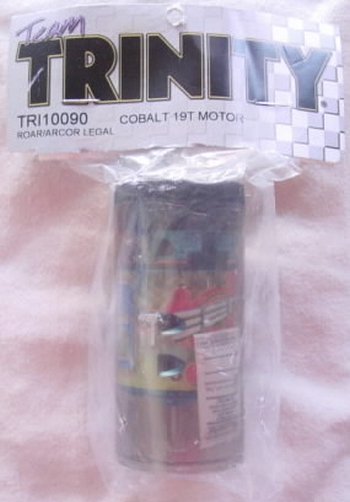 Team
TRINITY
TRI10090 COBALT 19T MOTOR
ROAR/ARCOR LEGAL